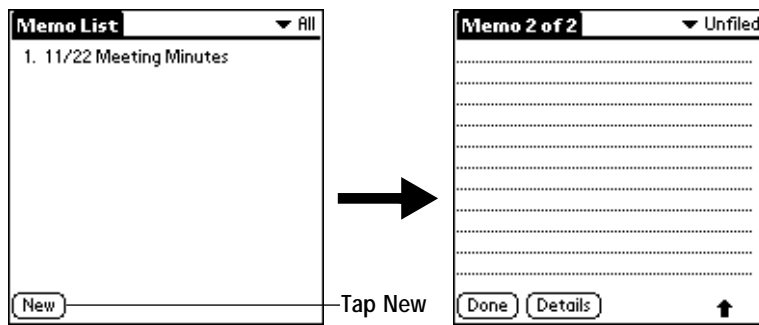 Memo List
All
1. 11/22 Meeting Minutes
New
Tap New
Memo 2 of 2
Unfiled
Done
Details